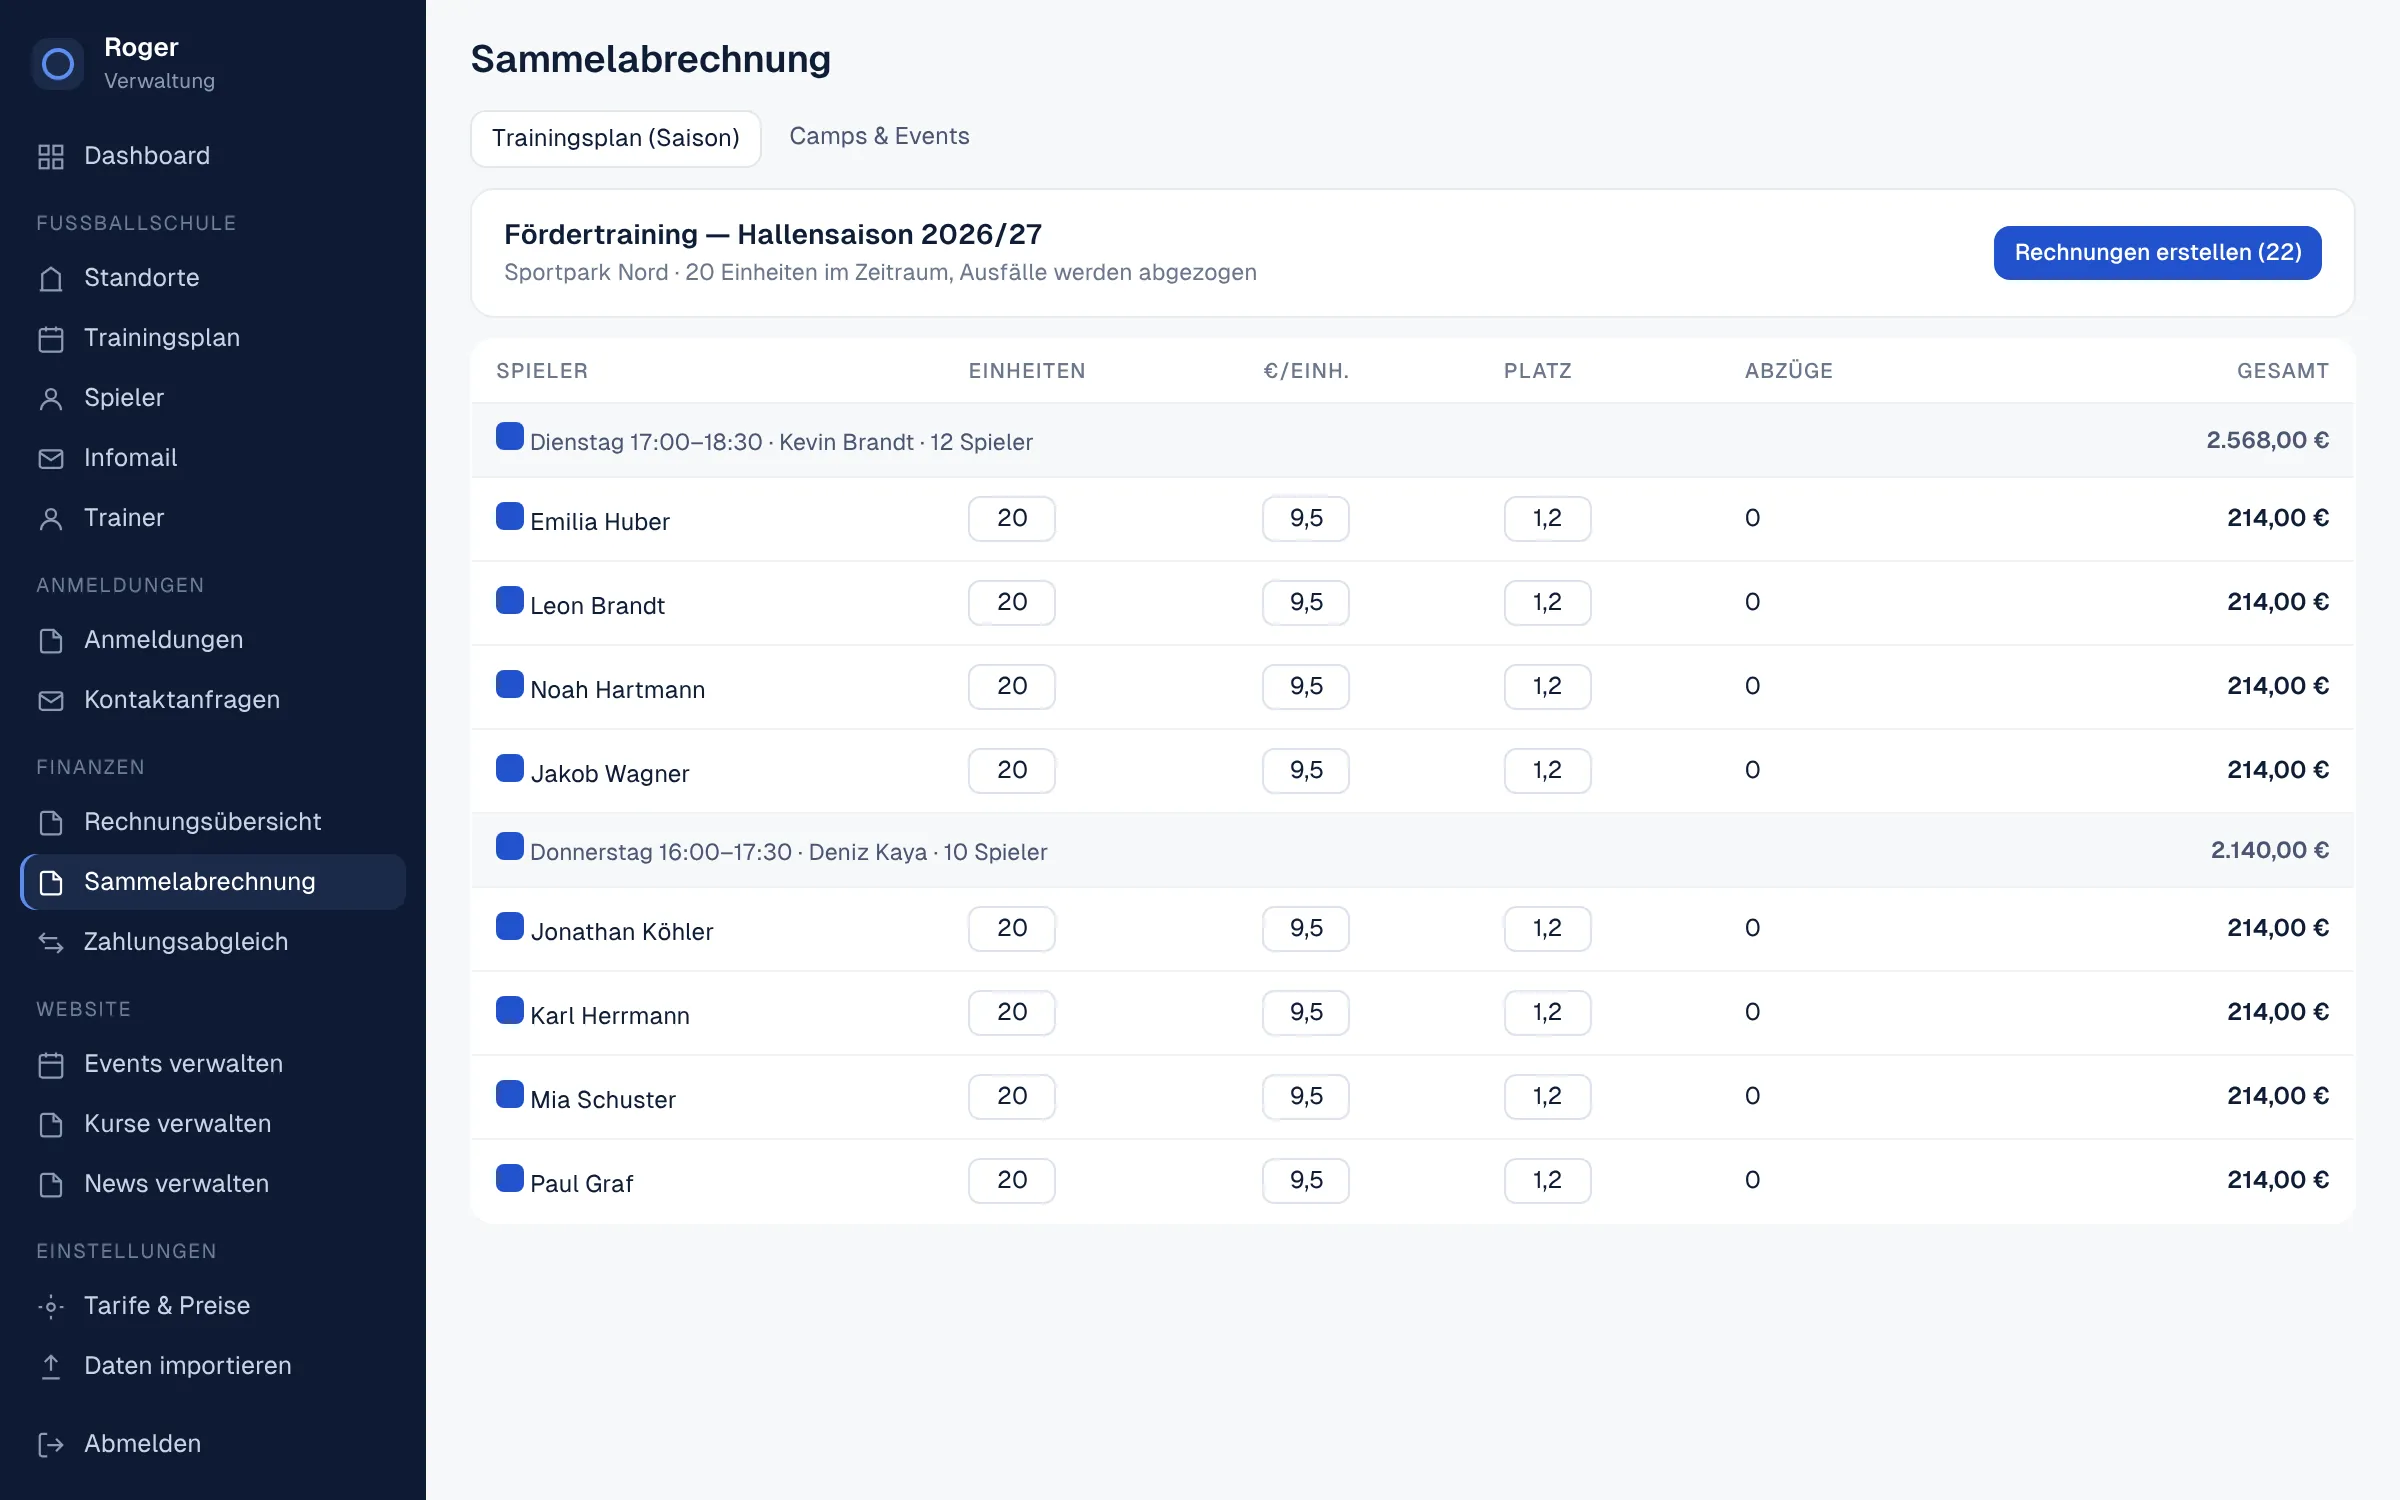 Roger
Verwaltung
Dashboard
FUSSBALLSCHULE
Standorte
Trainingsplan
Spieler
Infomail
Trainer
ANMELDUNGEN
Anmeldungen
Kontaktanfragen
FINANZEN
Rechnungsübersicht
Sammelabrechnung
Zahlungsabgleich
WEBSITE
Events verwalten
Kurse verwalten
News verwalten
EINSTELLUNGEN
Tarife & Preise
Daten importieren
Abmelden
Sammelabrechnung
Trainingsplan (Saison) Camps & Events
Fördertraining — Hallensaison 2026/27
Sportpark Nord · 20 Einheiten im Zeitraum, Ausfälle werden abgezogen
Rechnungen erstellen (22)
SPIELER EINHEITEN €/EINH. PLATZ ABZÜGE GESAMT
Dienstag 17:00–18:30 · Kevin Brandt · 12 Spieler 2.568,00 €
Emilia Huber 20 9,5 1,2 0 214,00 €
Leon Brandt 20 9,5 1,2 0 214,00 €
Noah Hartmann 20 9,5 1,2 0 214,00 €
Jakob Wagner 20 9,5 1,2 0 214,00 €
Donnerstag 16:00–17:30 · Deniz Kaya · 10 Spieler 2.140,00 €
Jonathan Köhler 20 9,5 1,2 0 214,00 €
Karl Herrmann 20 9,5 1,2 0 214,00 €
Mia Schuster 20 9,5 1,2 0 214,00 €
Paul Graf 20 9,5 1,2 0 214,00 €